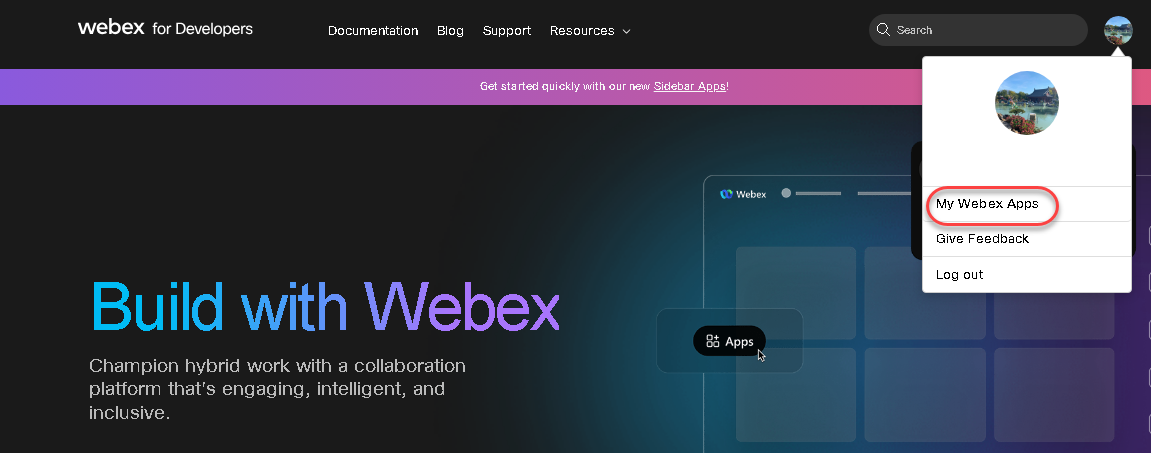 webex for Developers
Documentation Blog Support Resources
Search
Get started quickly with our new Sidebar Apps!
Webex
My Webex Apps
Give Feedback
Log out
Build with Webex
Apps
Champion hybrid work with a collaboration
platform that's engaging, intelligent, and
inclusive.